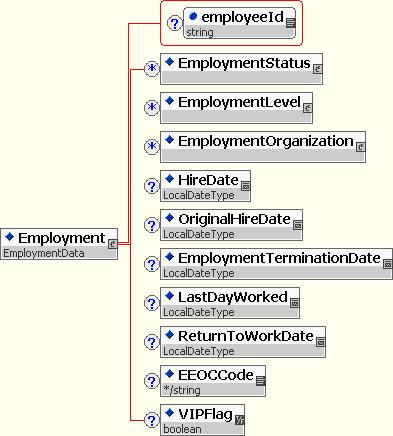 ? employeeId
string
* EmploymentStatus
* EmploymentLevel
* EmploymentOrganization
? HireDate
LocalDateType
? OriginalHireDate
LocalDateType
Employment
EmploymentData
? EmploymentTerminationDate
LocalDateType
? LastDayWorked
LocalDateType
? ReturnToWorkDate
LocalDateType
? EEOCCode
*/string
? VIPFlag
boolean